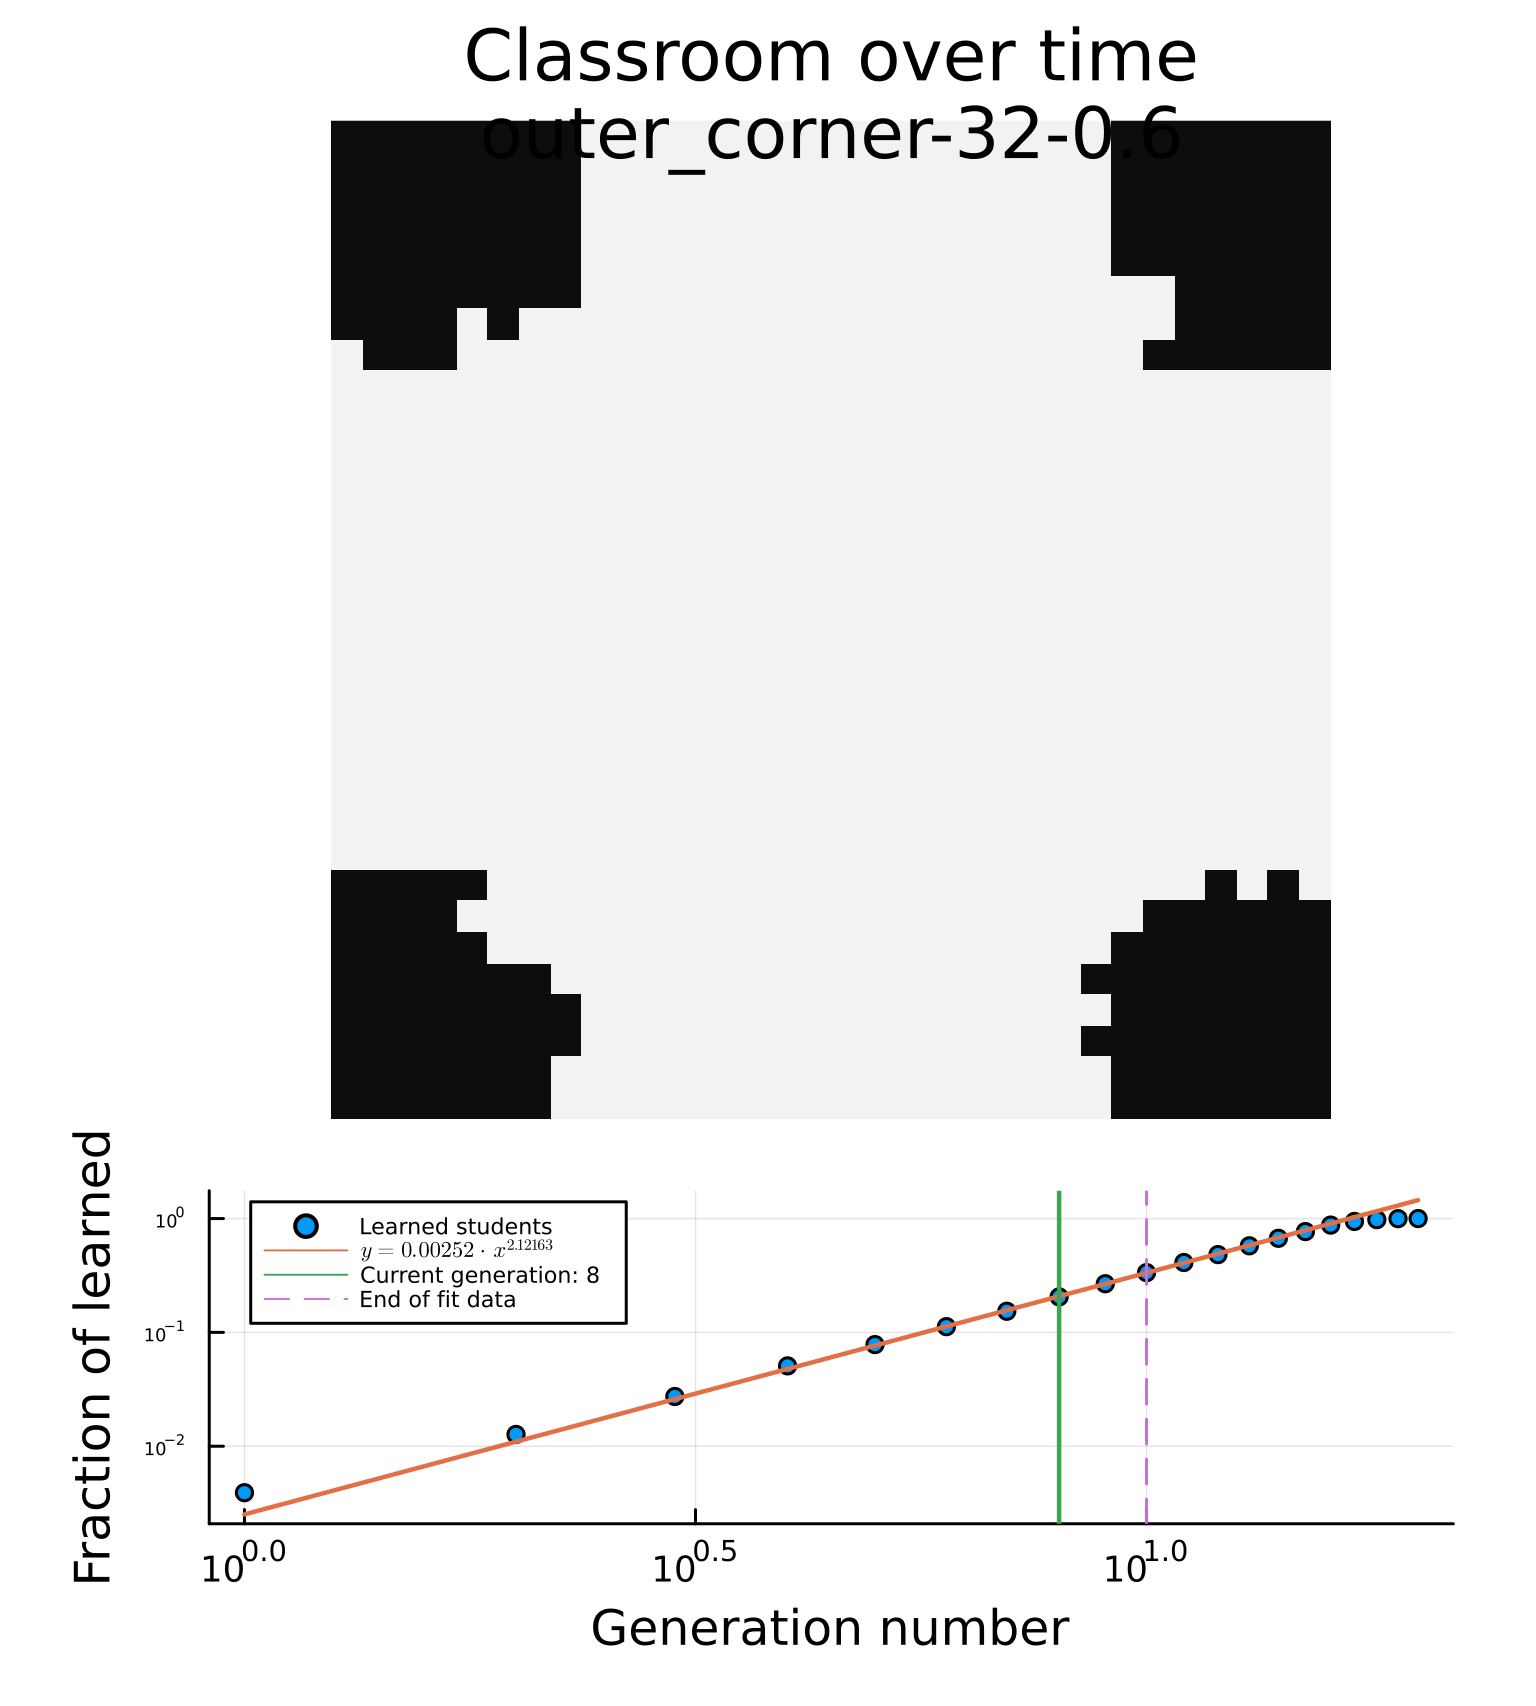 Classroom over time
outer_corner-32-0.6
Fraction of learned
10^0
10^−1
10^−2
Learned students
y = 0.00252 · x^2.12163
Current generation: 8
End of fit data
10^0.0
10^0.5
10^1.0
Generation number